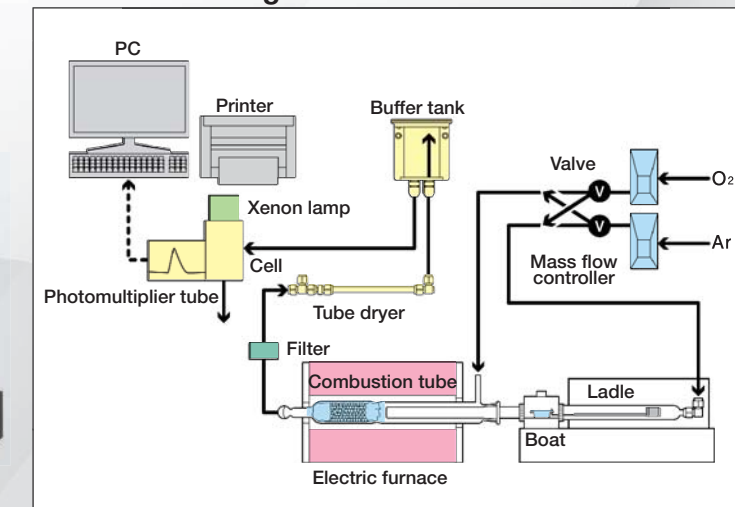 PC
Printer
Buffer tank
Valve
O₂
Xenon lamp
V
V
Ar
Cell
Mass flow
controller
Photomultiplier tube
Tube dryer
Filter
Combustion tube
Ladle
Boat
Electric furnace